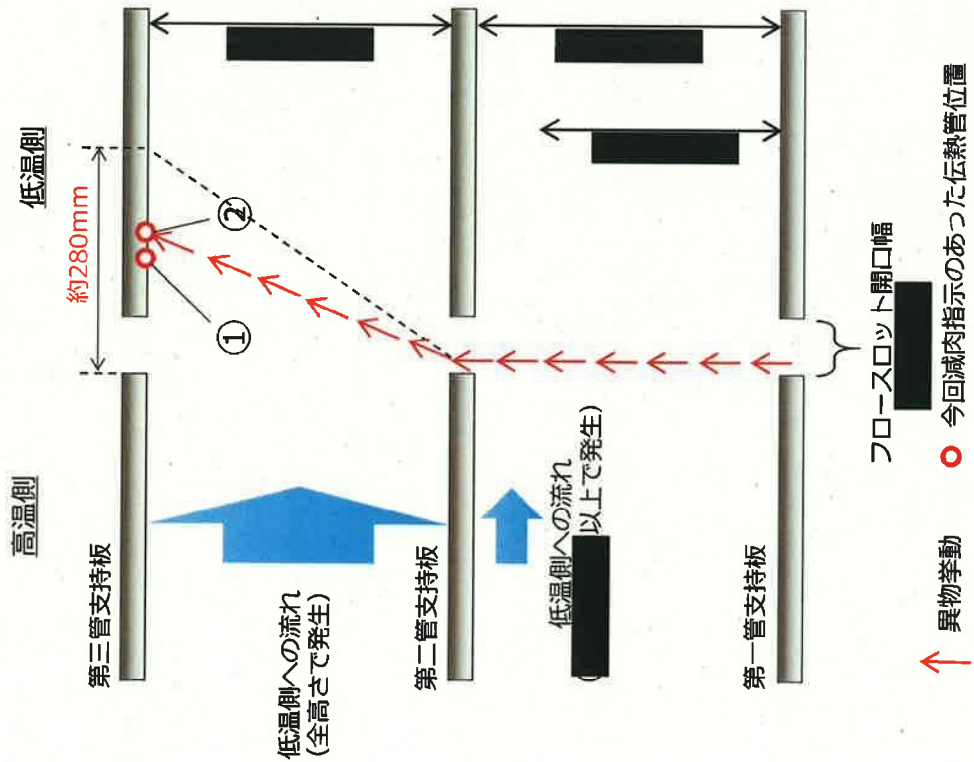 高温側
低温側
約280mm
第三管支持板
①
②
低温側への流れ
(全高さで発生)
第二管支持板
低温側への流れ
以上で発生)
第一管支持板
フロースロット開口幅
異物挙動
今回減肉指示のあった伝熱管位置